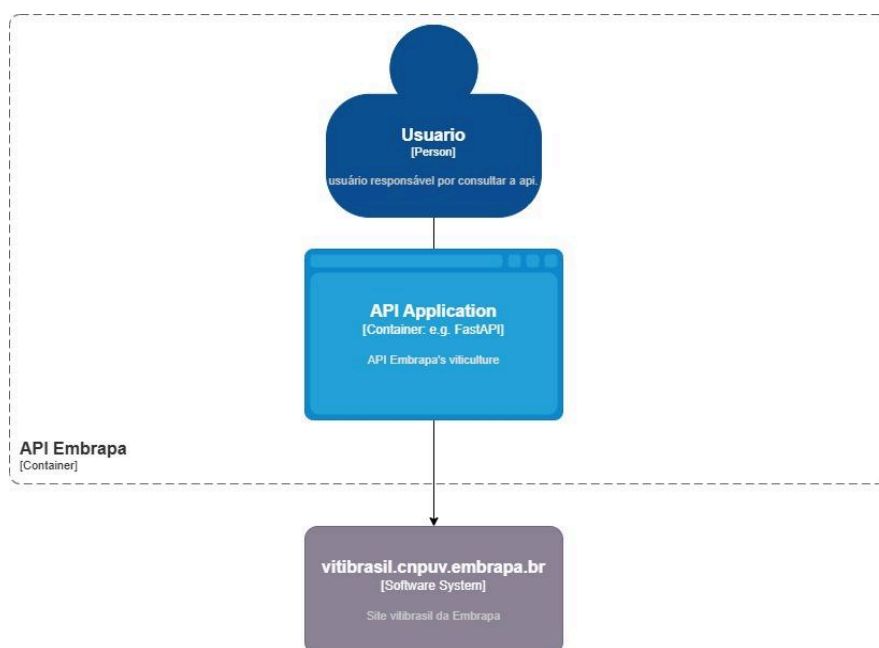 Usuario
[Person]
usuário responsável por consultar a api.
API Application
[Container: e.g. FastAPI]
API Embrapa's viticulture
API Embrapa
[Container]
vitibrasil.cnpuv.embrapa.br
[Software System]
Site vitibrasil da Embrapa